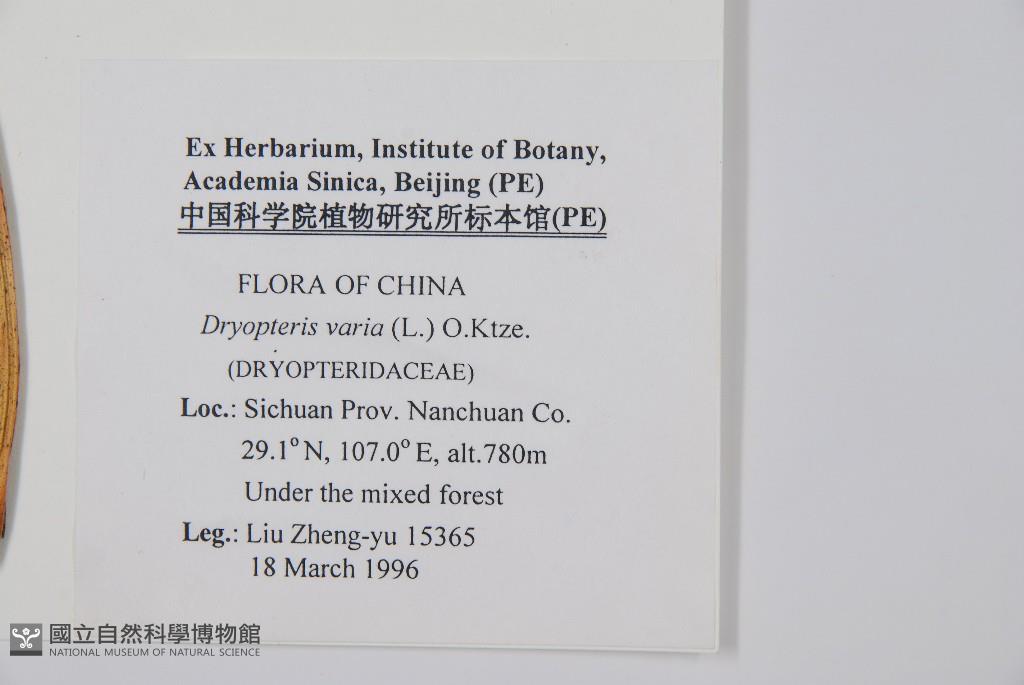 Ex Herbarium, Institute of Botany,
Academia Sinica, Beijing (PE)
中国科学院植物研究所标本馆(PE)
FLORA OF CHINA
Dryopteris varia (L.) O.Ktze.
(DRYOPTERIDACEAE)
Loc.: Sichuan Prov. Nanchuan Co.
29.1° N, 107.0° E, alt.780m
Under the mixed forest
Leg.: Liu Zheng-yu 15365
18 March 1996
國立自然科學博物館
NATIONAL MUSEUM OF NATURAL SCIENCE